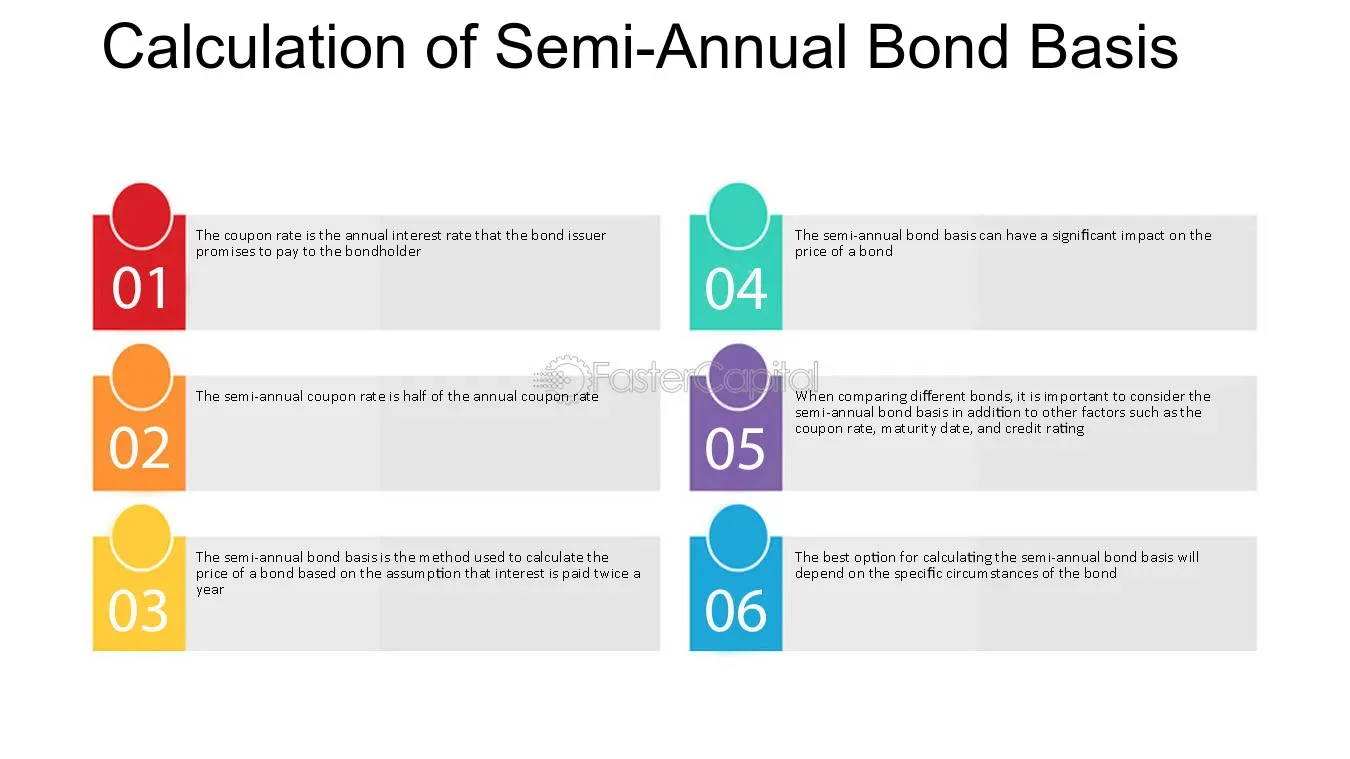 Calculation of Semi-Annual Bond Basis
01
The coupon rate is the annual interest rate that the bond issuer
promises to pay to the bondholder
02
The semi-annual coupon rate is half of the annual coupon rate
03
The semi-annual bond basis is the method used to calculate the
price of a bond based on the assumption that interest is paid twice a
year
04
The semi-annual bond basis can have a significant impact on the
price of a bond
05
When comparing different bonds, it is important to consider the
semi-annual bond basis in addition to other factors such as the
coupon rate, maturity date, and credit rating
06
The best option for calculating the semi-annual bond basis will
depend on the specific circumstances of the bond
FasterCapital